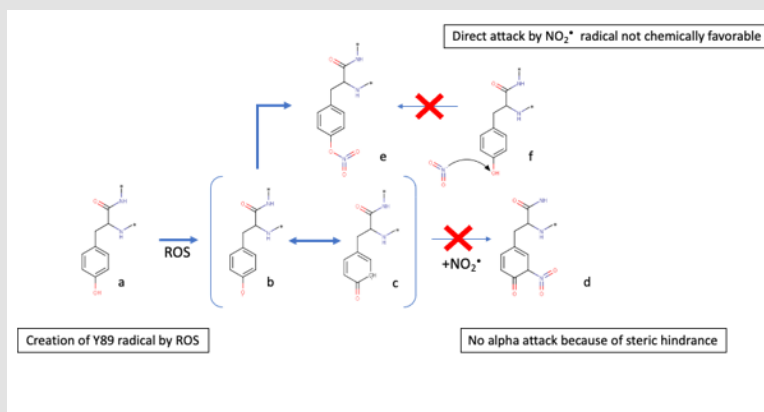 Direct attack by NO₂• radical not chemically favorable
e
f
ROS
a
b
c
+NO₂•
d
Creation of Y89 radical by ROS
No alpha attack because of steric hindrance